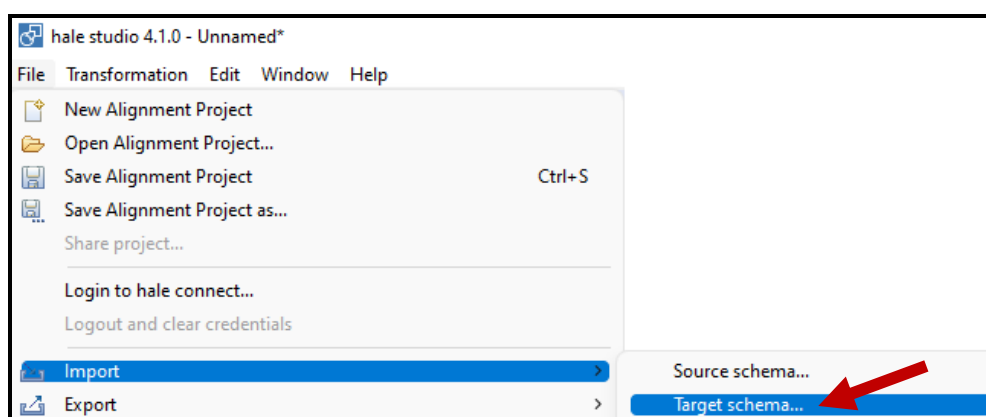 hale studio 4.1.0 - Unnamed*
File Transformation Edit Window Help
New Alignment Project
Open Alignment Project...
Save Alignment Project Ctrl+S
Save Alignment Project as...
Share project...
Login to hale connect...
Logout and clear credentials
Import > Source schema...
Export > Target schema...